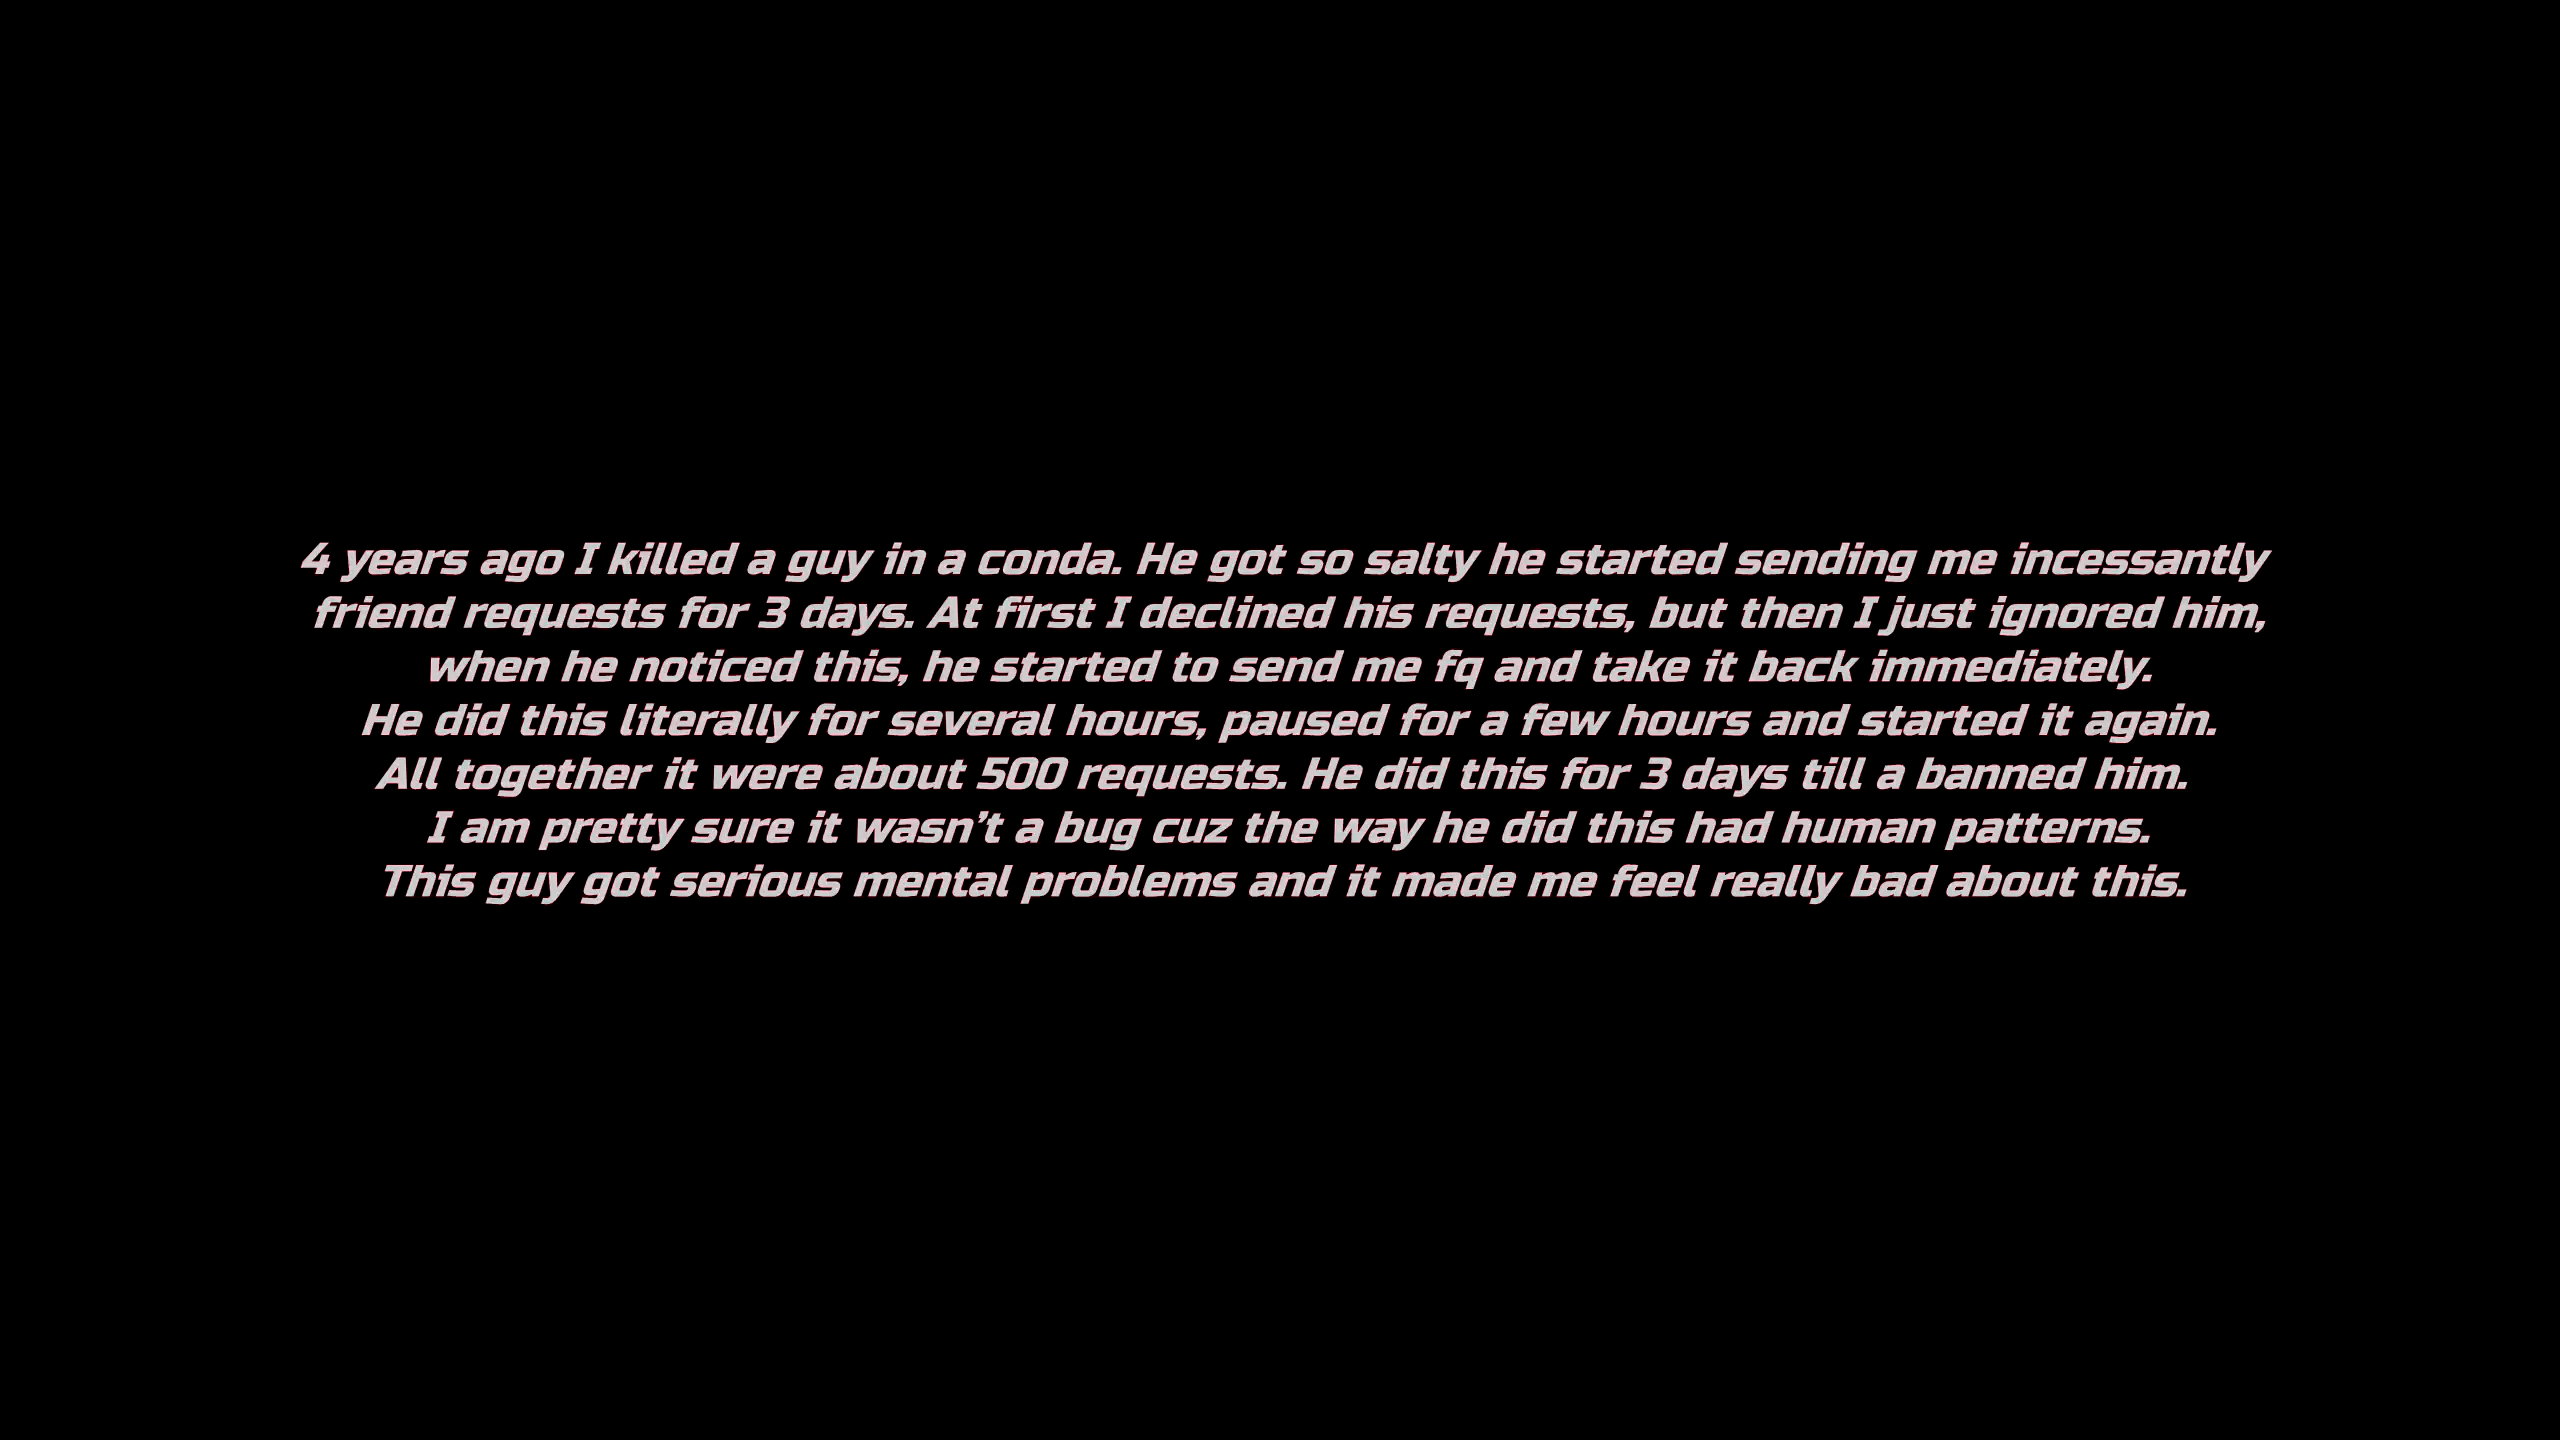 4 years ago I killed a guy in a conda. He got so salty he started sending me incessantly
friend requests for 3 days. At first I declined his requests, but then I just ignored him,
when he noticed this, he started to send me fq and take it back immediately.
He did this literally for several hours, paused for a few hours and started it again.
All together it were about 500 requests. He did this for 3 days till a banned him.
I am pretty sure it wasn’t a bug cuz the way he did this had human patterns.
This guy got serious mental problems and it made me feel really bad about this.